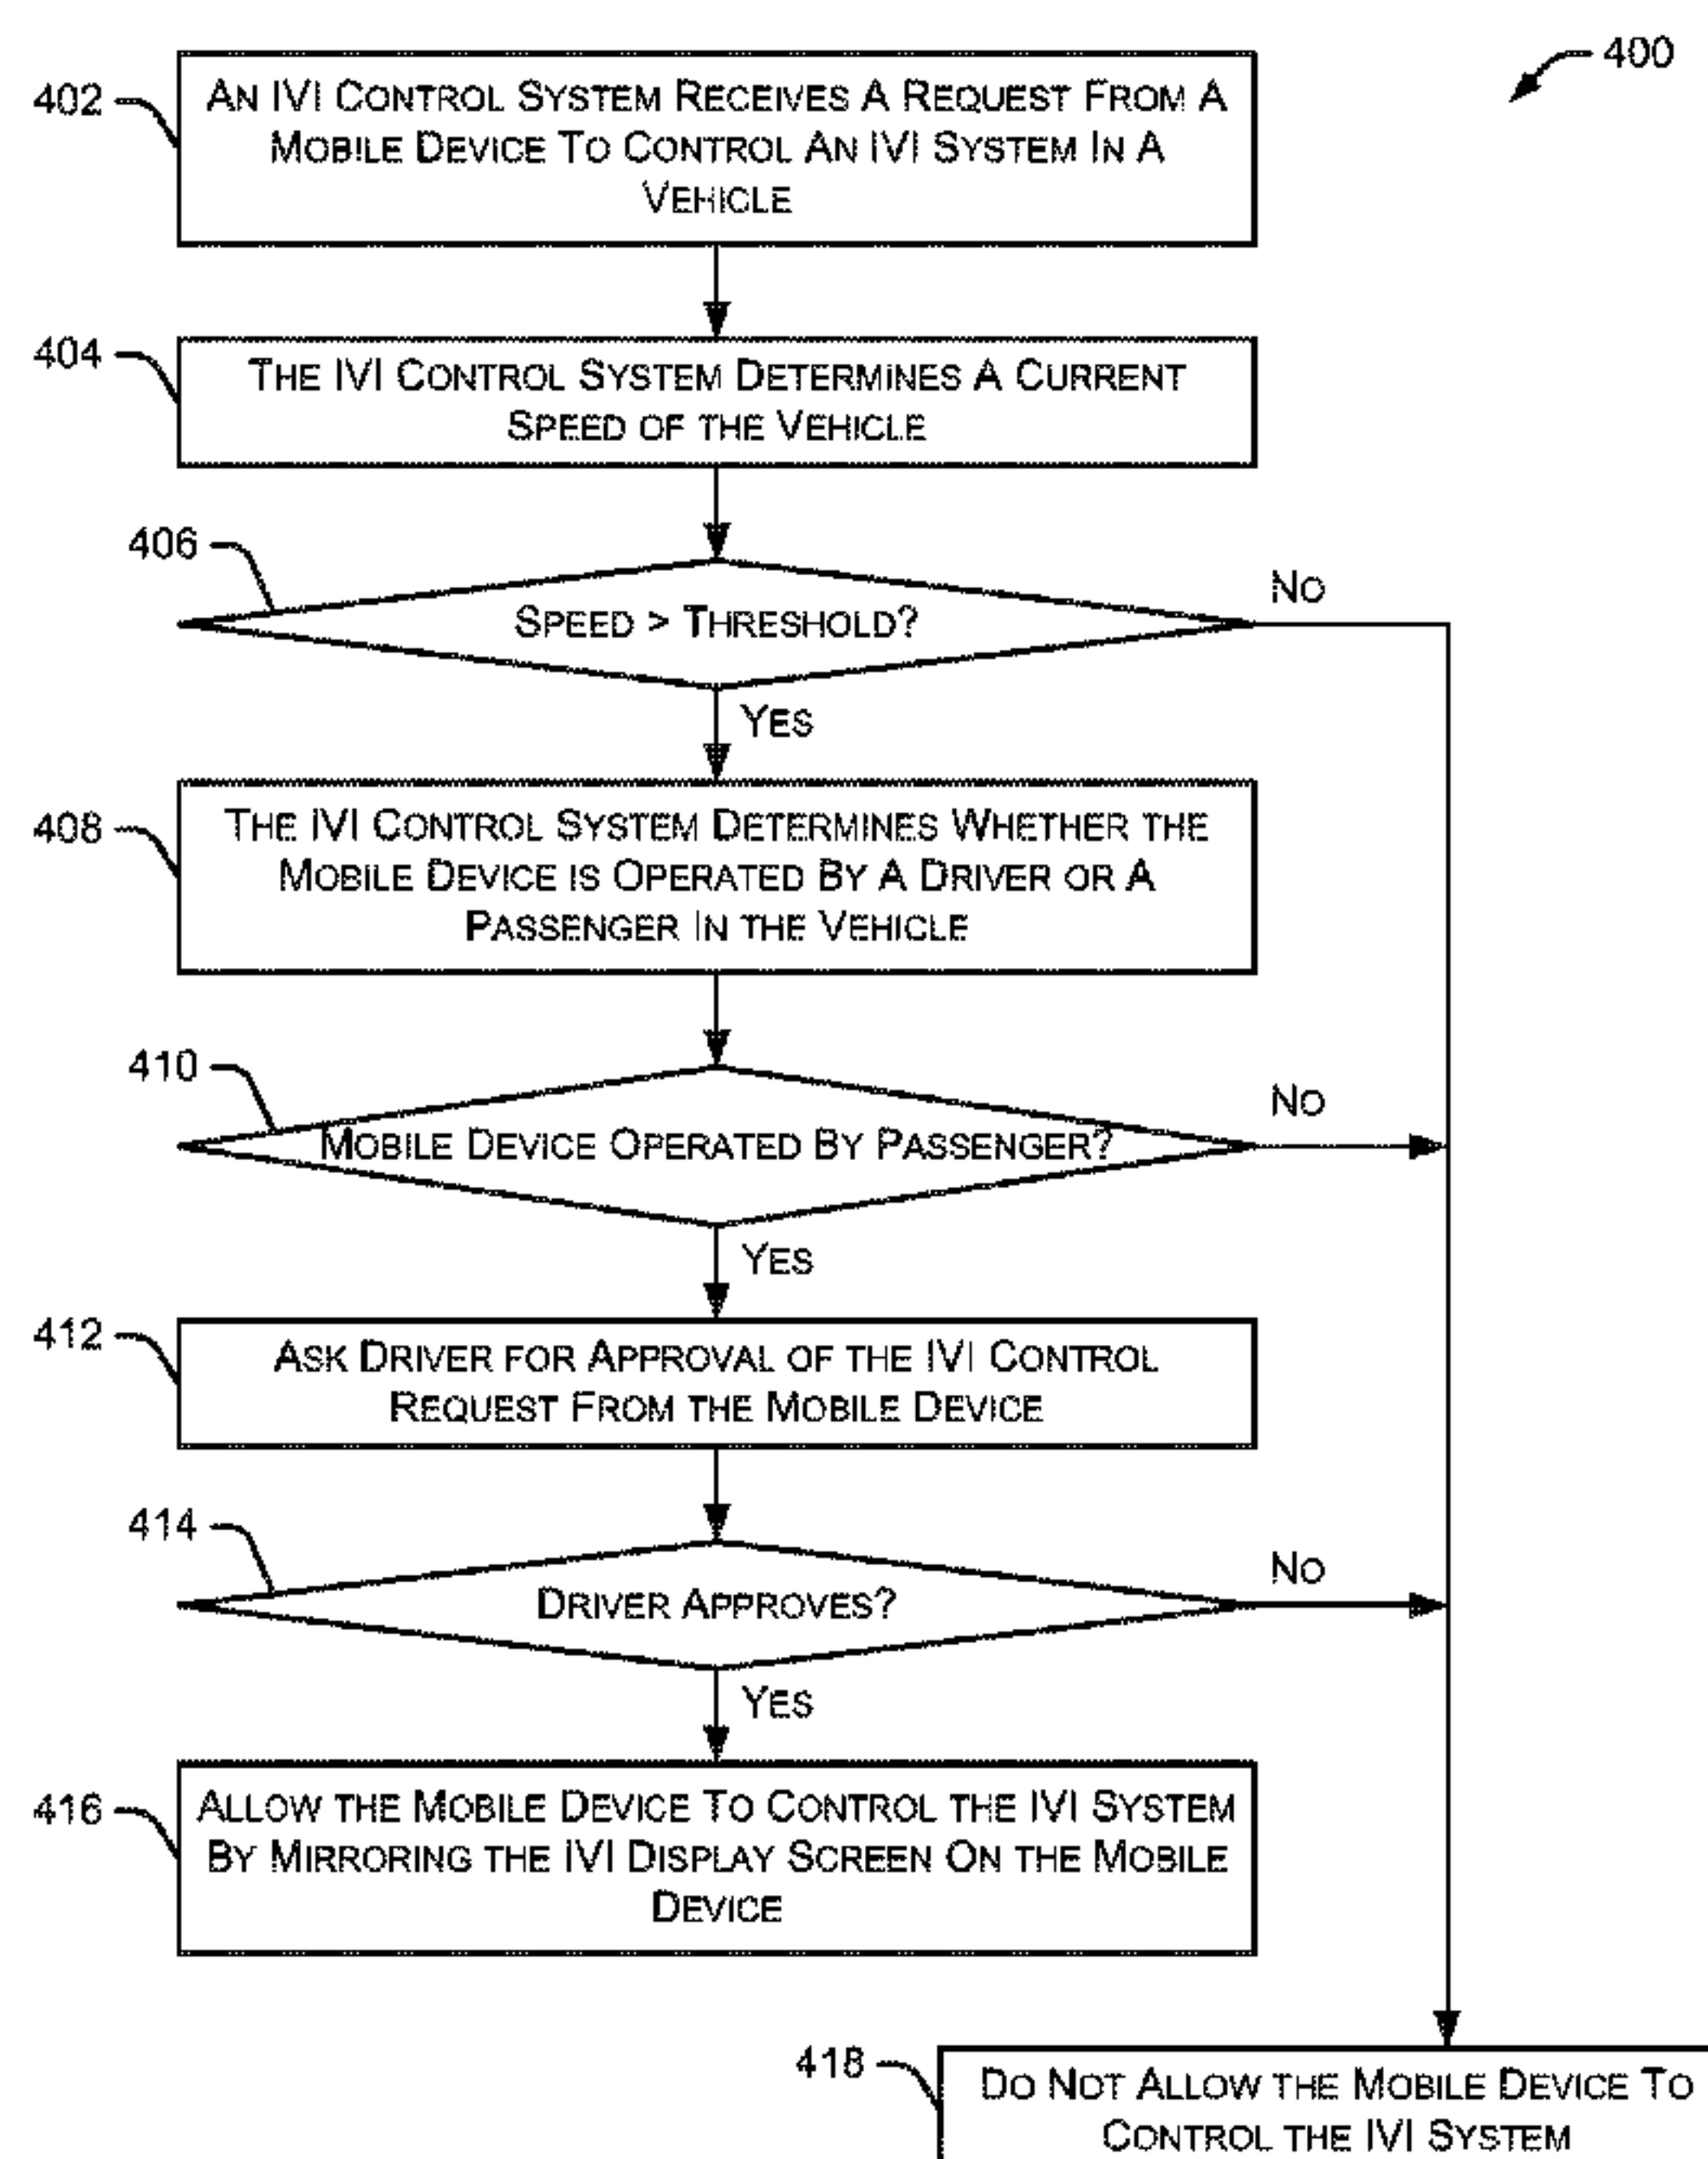 400
402
AN IVI CONTROL SYSTEM RECEIVES A REQUEST FROM A
MOBILE DEVICE TO CONTROL AN IVI SYSTEM IN A
VEHICLE
404
THE IVI CONTROL SYSTEM DETERMINES A CURRENT
SPEED OF THE VEHICLE
406
SPEED > THRESHOLD?
NO
YES
408
THE IVI CONTROL SYSTEM DETERMINES WHETHER THE
MOBILE DEVICE IS OPERATED BY A DRIVER OR A
PASSENGER IN THE VEHICLE
410
MOBILE DEVICE OPERATED BY PASSENGER?
NO
YES
412
ASK DRIVER FOR APPROVAL OF THE IVI CONTROL
REQUEST FROM THE MOBILE DEVICE
414
DRIVER APPROVES?
NO
YES
416
ALLOW THE MOBILE DEVICE TO CONTROL THE IVI SYSTEM
BY MIRRORING THE IVI DISPLAY SCREEN ON THE MOBILE
DEVICE
418
DO NOT ALLOW THE MOBILE DEVICE TO
CONTROL THE IVI SYSTEM